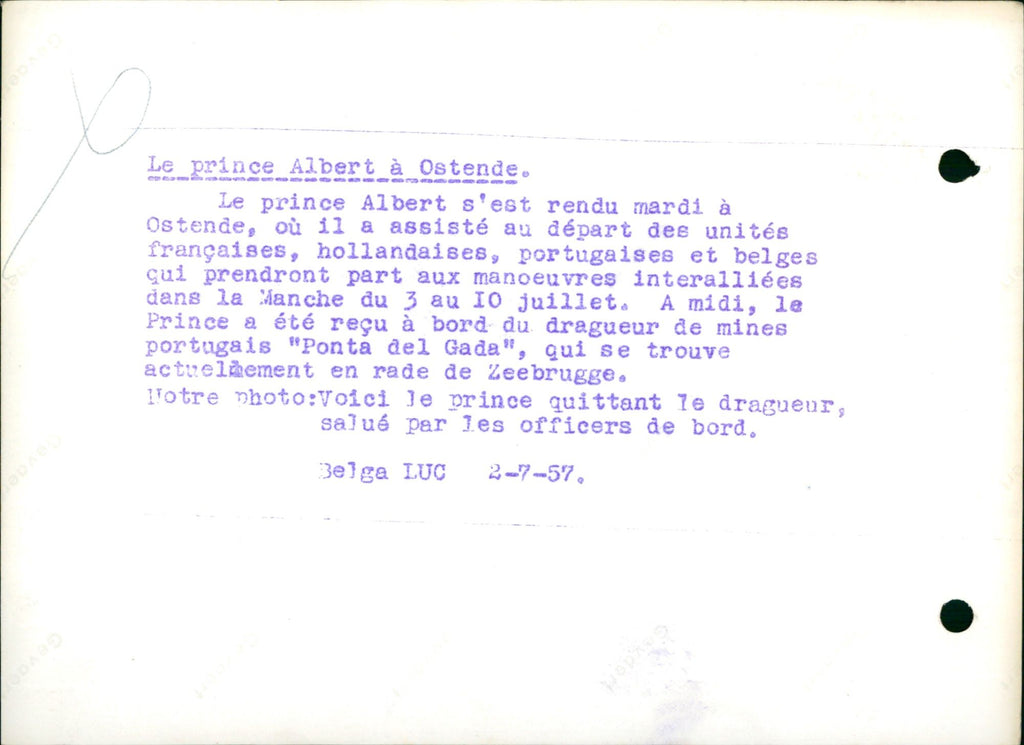 Le prince Albert à Ostende.
Le prince Albert s'est rendu mardi à
Ostende, où il a assisté au départ des unités
françaises, hollandaises, portugaises et belges
qui prendront part aux manoeuvres interalliées
dans la Manche du 3 au IO juillet. A midi, le
Prince a été reçu à bord du dragueur de mines
portugais "Ponta del Gada", qui se trouve
actuellement en rade de Zeebrugge.
Notre photo:Voici le prince quittant le dragueur,
salué par les officers de bord.
Belga LUC 2-7-57.
Gevaert